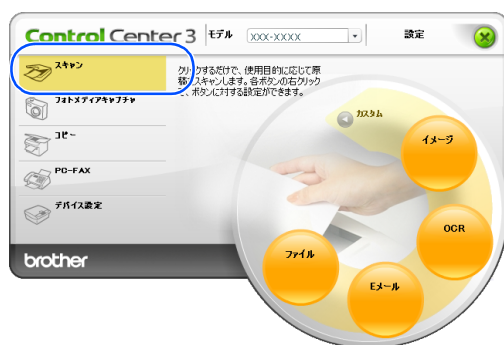 Control Center 3 モデル XXX-XXXX 設定
スキャン
クリックするだけで、使用目的に応じて原
稿をスキャンします。各ボタンの右クリック
で、ボタンに対する設定ができます。
フォトメディアキャプチャ
カスタム
イメージ
コピー
PC-FAX
デバイス設定
OCR
ファイル
Eメール
brother